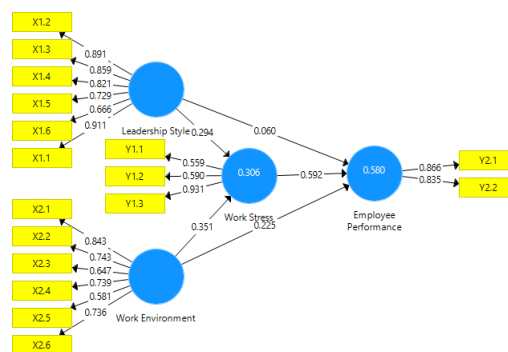 X1.2
X1.3
X1.4
X1.5
X1.6
X1.1
0.891
0.859
0.821
0.729
0.666
0.911
Leadership Style
0.294
0.060
Y1.1
Y1.2
Y1.3
0.559
0.590
0.931
0.306
Work Stress
0.592
0.580
Employee
Performance
0.866
0.835
Y2.1
Y2.2
0.351
0.225
X2.1
X2.2
X2.3
X2.4
X2.5
X2.6
0.843
0.743
0.647
0.739
0.581
0.736
Work Environment